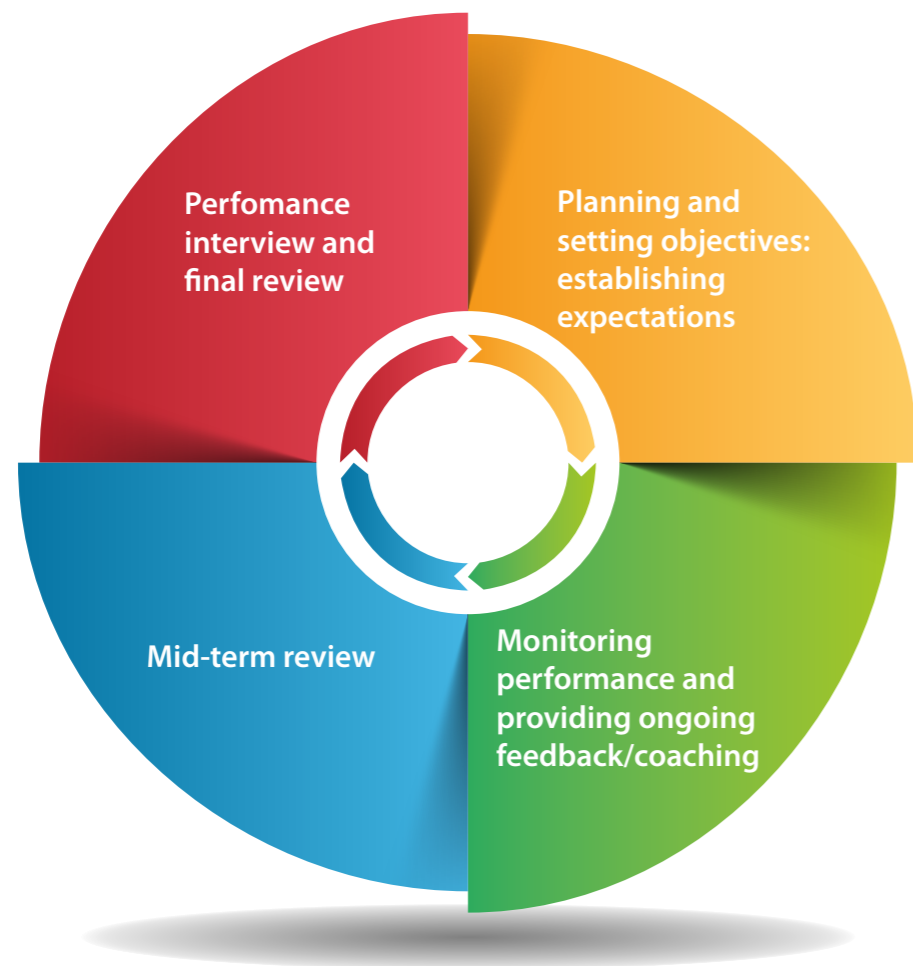 Perfomance
interview and
final review
Planning and
setting objectives:
establishing
expectations
Mid-term review
Monitoring
performance and
providing ongoing
feedback/coaching